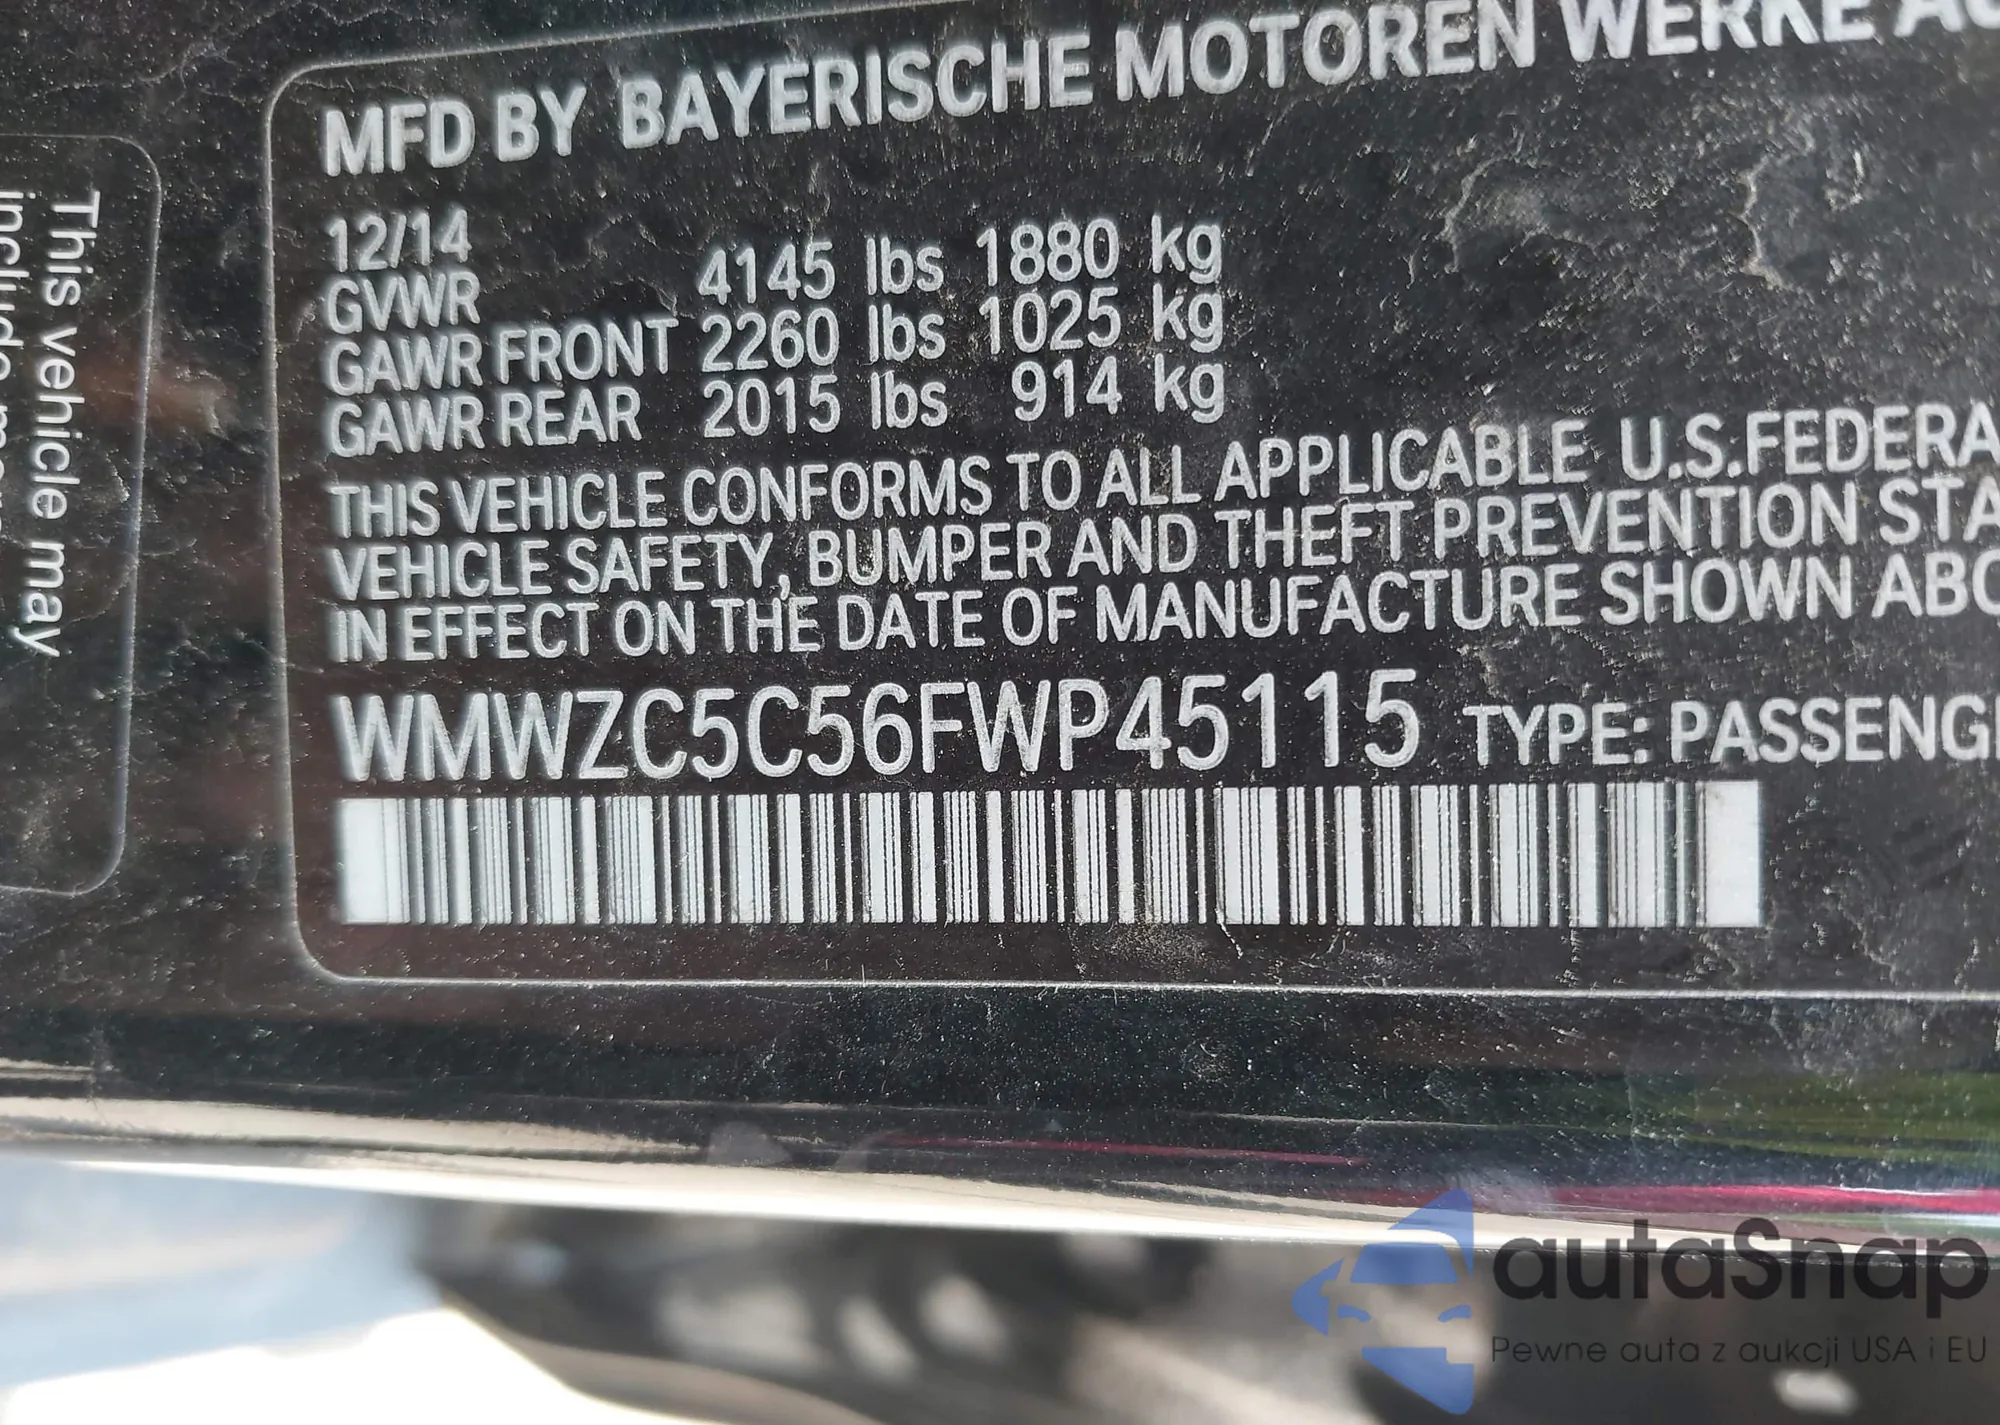 MFD BY BAYERISCHE MOTOREN WERKE AG
12/14
GVWR 4145 lbs 1880 kg
GAWR FRONT 2260 lbs 1025 kg
GAWR REAR 2015 lbs 914 kg
THIS VEHICLE CONFORMS TO ALL APPLICABLE U.S.FEDERA
VEHICLE SAFETY, BUMPER AND THEFT PREVENTION STA
IN EFFECT ON THE DATE OF MANUFACTURE SHOWN ABO
WMWZC5C56FWP45115 TYPE: PASSENGE
This vehicle may
autaSnap
Pewne auta z aukcji USA i EU